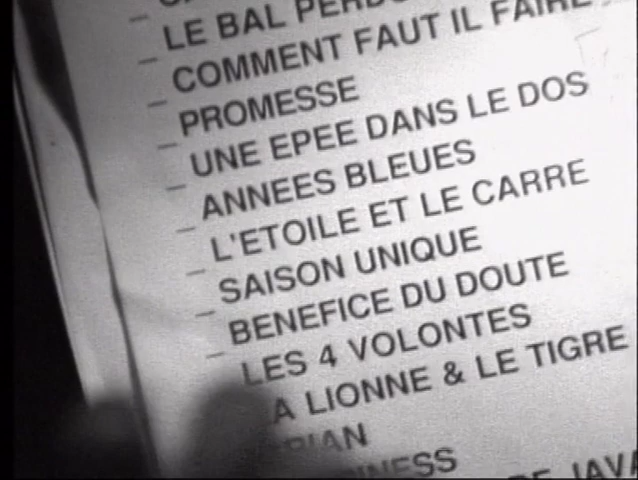 LE BAL
COMMENT FAUT IL FAIRE
PROMESSE
UNE EPEE DANS LE DOS
ANNEES BLEUES
L'ETOILE ET LE CARRE
SAISON UNIQUE
BENEFICE DU DOUTE
LES 4 VOLONTES
A LIONNE & LE TIGRE